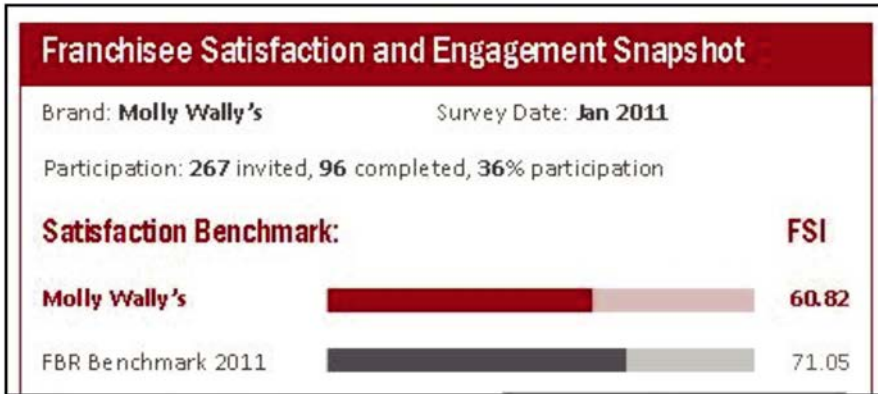 Franchisee Satisfaction and Engagement Snapshot
Brand: Molly Wally's Survey Date: Jan 2011
Participation: 267 invited, 96 completed, 36% participation
Satisfaction Benchmark: FSI
Molly Wally's 60.82
FBR Benchmark 2011 71.05